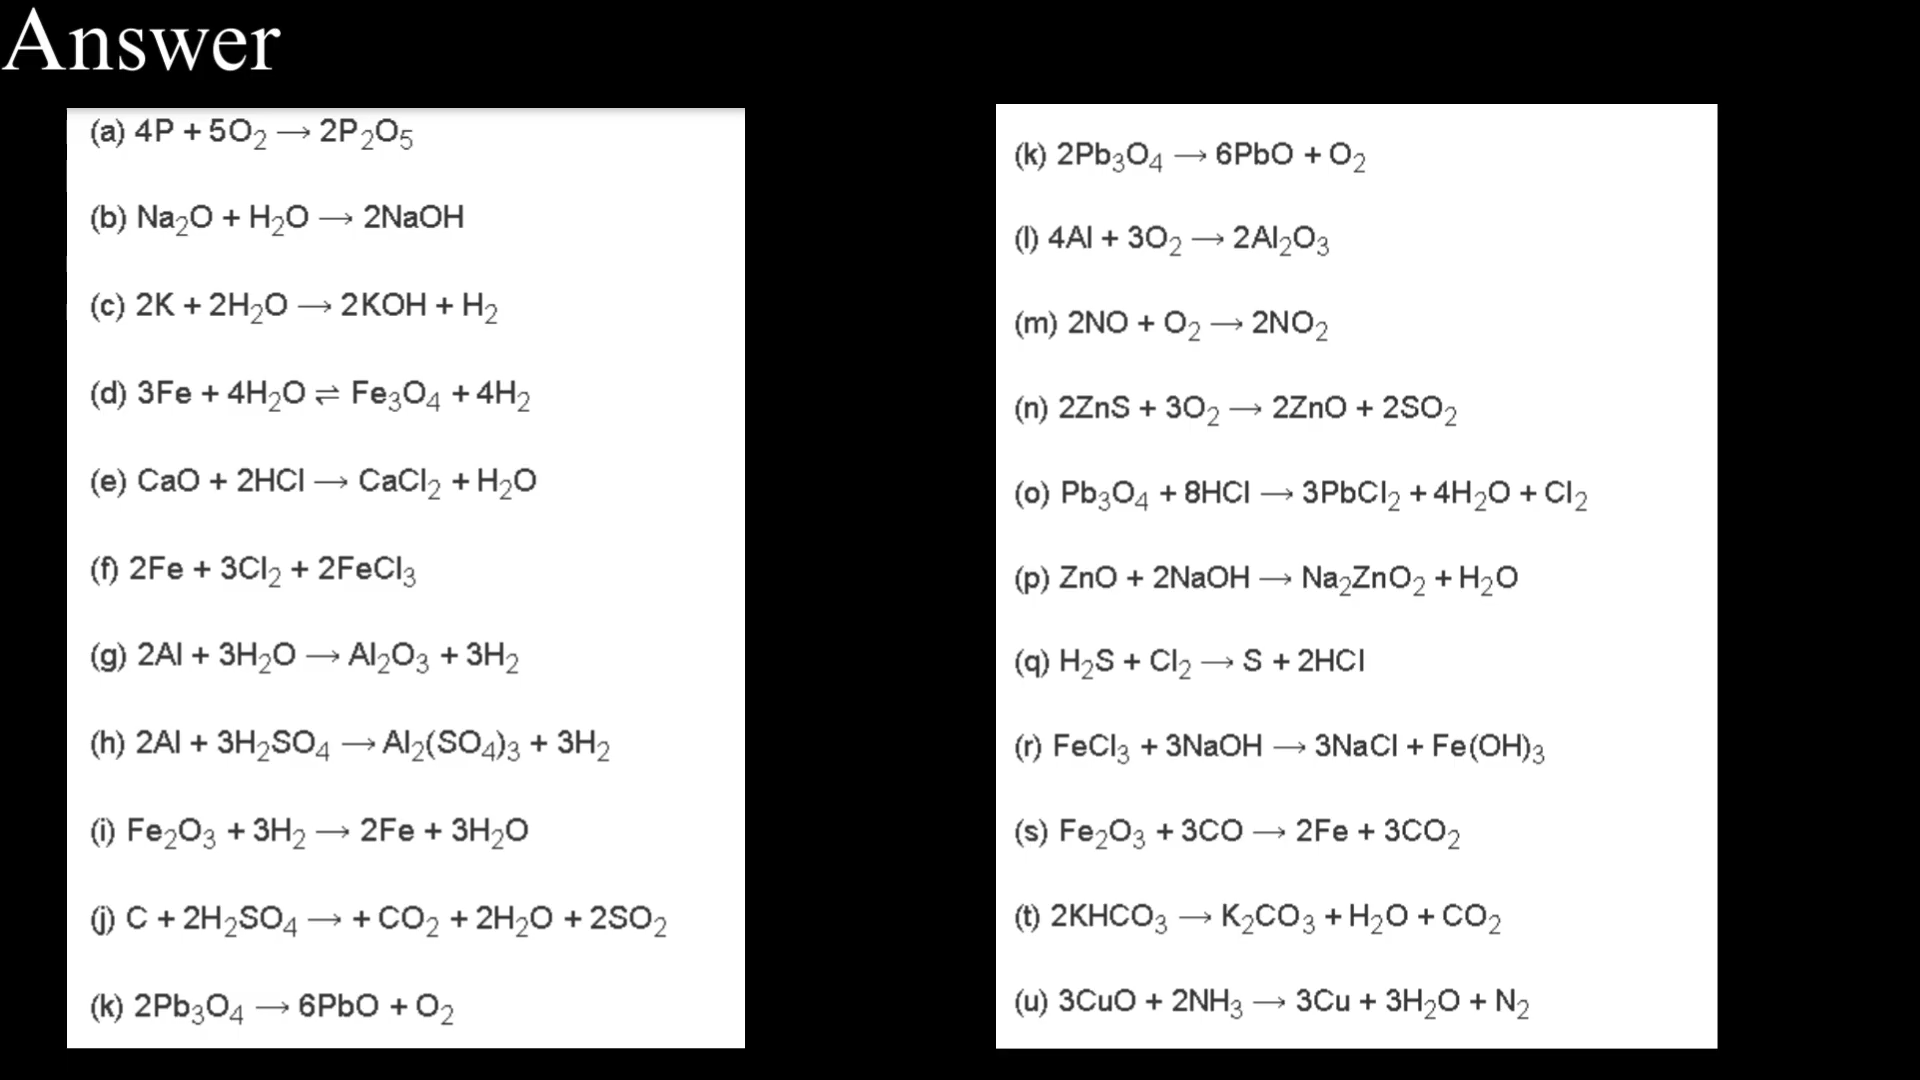 Answer
(a) 4P + 5O₂ → 2P₂O₅
(b) Na₂O + H₂O → 2NaOH
(c) 2K + 2H₂O → 2KOH + H₂
(d) 3Fe + 4H₂O ⇌ Fe₃O₄ + 4H₂
(e) CaO + 2HCl → CaCl₂ + H₂O
(f) 2Fe + 3Cl₂ + 2FeCl₃
(g) 2Al + 3H₂O → Al₂O₃ + 3H₂
(h) 2Al + 3H₂SO₄ → Al₂(SO₄)₃ + 3H₂
(i) Fe₂O₃ + 3H₂ → 2Fe + 3H₂O
(j) C + 2H₂SO₄ → + CO₂ + 2H₂O + 2SO₂
(k) 2Pb₃O₄ → 6PbO + O₂
(k) 2Pb₃O₄ → 6PbO + O₂
(l) 4Al + 3O₂ → 2Al₂O₃
(m) 2NO + O₂ → 2NO₂
(n) 2ZnS + 3O₂ → 2ZnO + 2SO₂
(o) Pb₃O₄ + 8HCl → 3PbCl₂ + 4H₂O + Cl₂
(p) ZnO + 2NaOH → Na₂ZnO₂ + H₂O
(q) H₂S + Cl₂ → S + 2HCl
(r) FeCl₃ + 3NaOH → 3NaCl + Fe(OH)₃
(s) Fe₂O₃ + 3CO → 2Fe + 3CO₂
(t) 2KHCO₃ → K₂CO₃ + H₂O + CO₂
(u) 3CuO + 2NH₃ → 3Cu + 3H₂O + N₂